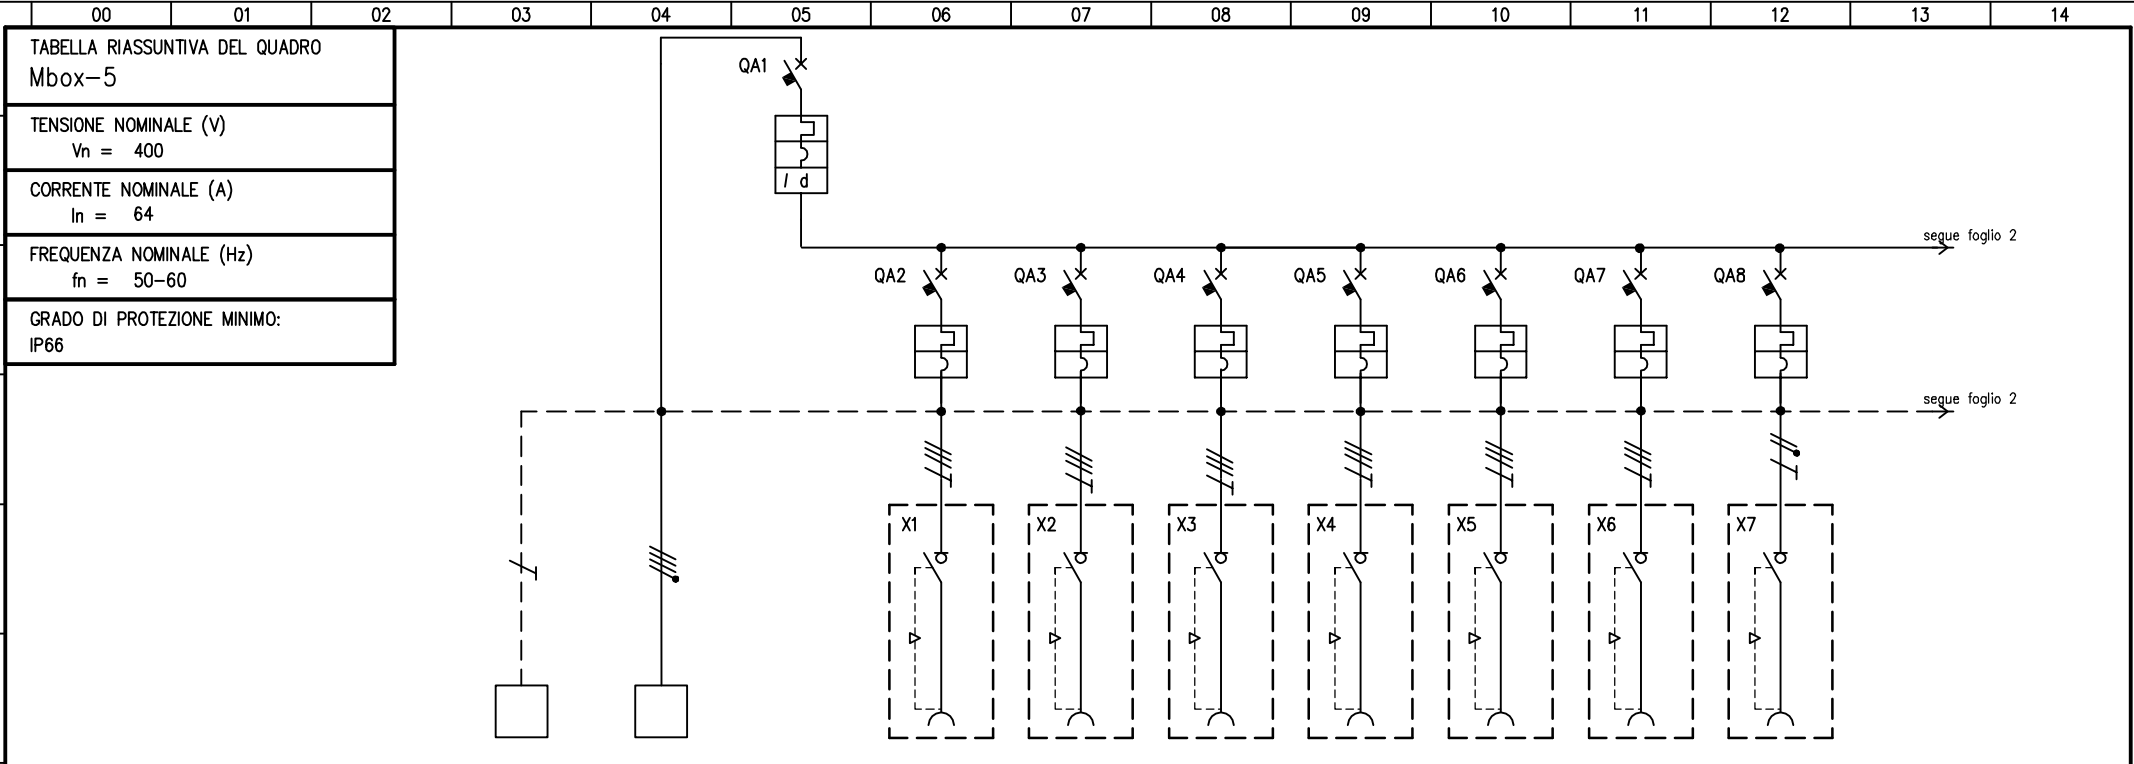 00 01 02 03 04 05 06 07 08 09 10 11 12 13 14
TABELLA RIASSUNTIVA DEL QUADRO
Mbox-5
TENSIONE NOMINALE (V)
Vn = 400
CORRENTE NOMINALE (A)
In = 64
FREQUENZA NOMINALE (Hz)
fn = 50-60
GRADO DI PROTEZIONE MINIMO:
IP66
QA1
I d
segue foglio 2
QA2 QA3 QA4 QA5 QA6 QA7 QA8
segue foglio 2
X1 X2 X3 X4 X5 X6 X7